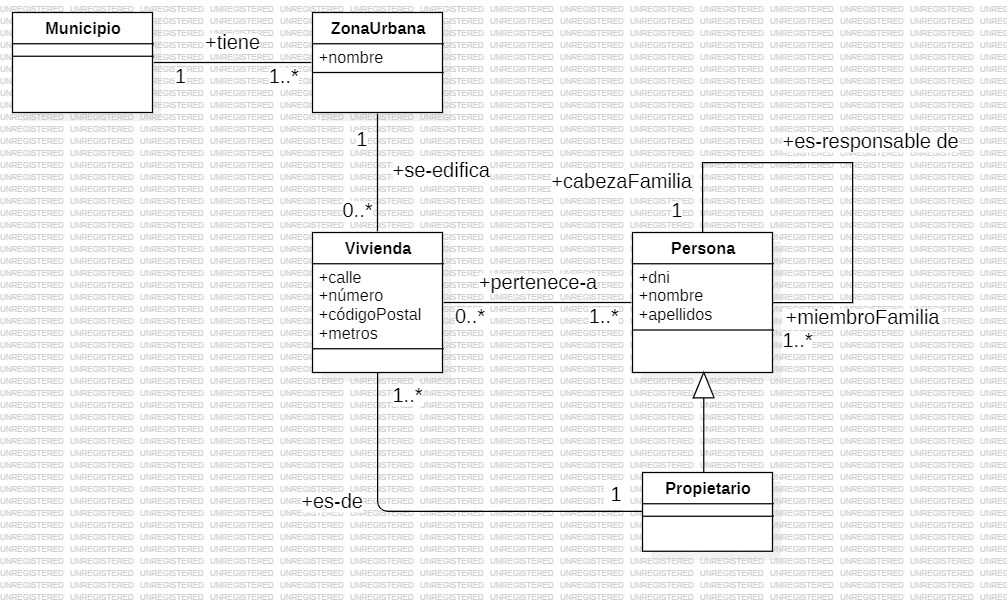 Municipio
+tiene
1
1..*
ZonaUrbana
+nombre
1
+se-edifica
0..*
Vivienda
+calle
+número
+códigoPostal
+metros
+pertenece-a
0..*
1..*
+es-responsable de
+cabezaFamilia
1
Persona
+dni
+nombre
+apellidos
+miembroFamilia
1..*
1..*
+es-de
1
Propietario
UNREGISTERED